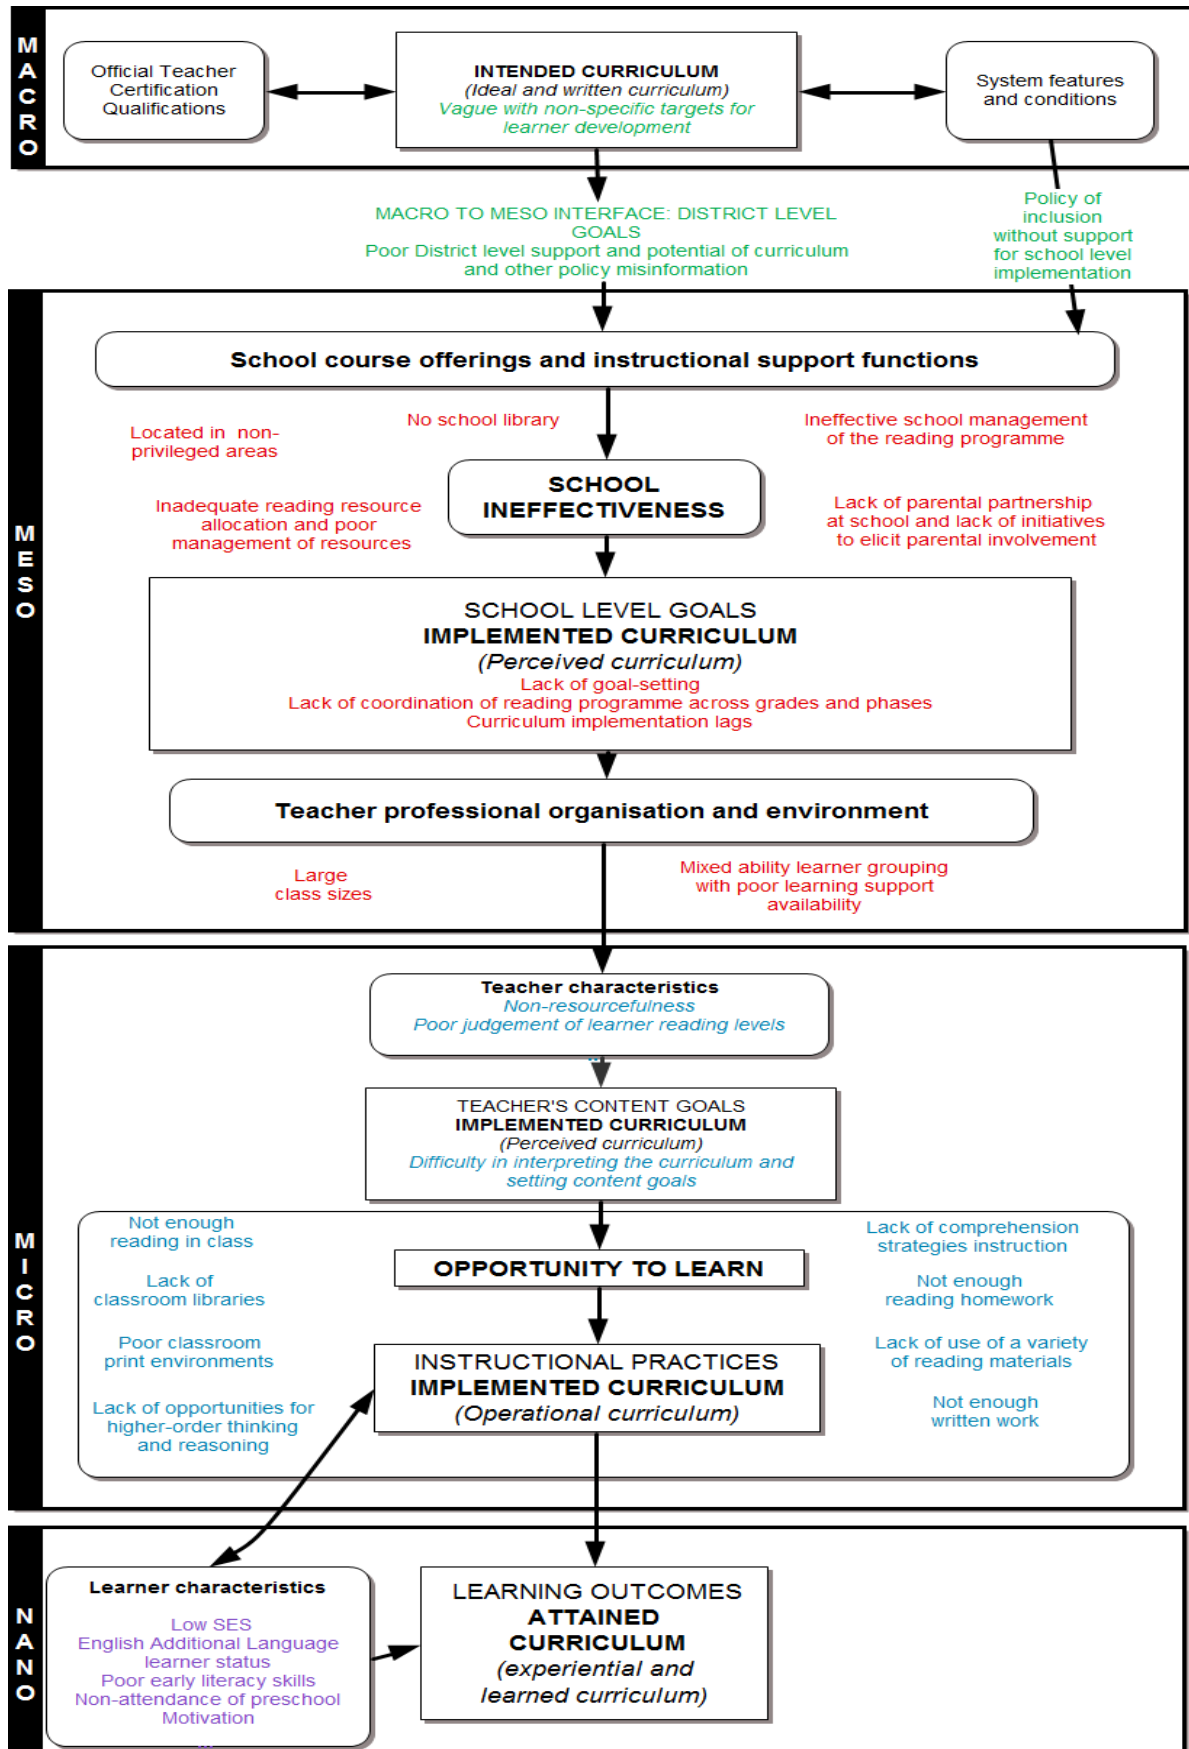 MACRO
Official Teacher
Certification
Qualifications
INTENDED CURRICULUM
(Ideal and written curriculum)
Vague with non-specific targets for
learner development
System features
and conditions
MACRO TO MESO INTERFACE: DISTRICT LEVEL
GOALS
Poor District level support and potential of curriculum
and other policy misinformation
Policy of
inclusion
without support
for school level
implementation
MESO
School course offerings and instructional support functions
Located in non-
privileged areas
No school library
Ineffective school management
of the reading programme
SCHOOL
INEFFECTIVENESS
Inadequate reading resource
allocation and poor
management of resources
Lack of parental partnership
at school and lack of initiatives
to elicit parental involvement
SCHOOL LEVEL GOALS
IMPLEMENTED CURRICULUM
(Perceived curriculum)
Lack of goal-setting
Lack of coordination of reading programme across grades and phases
Curriculum implementation lags
Teacher professional organisation and environment
Large
class sizes
Mixed ability learner grouping
with poor learning support
availability
MICRO
Teacher characteristics
Non-resourcefulness
Poor judgement of learner reading levels
TEACHER'S CONTENT GOALS
IMPLEMENTED CURRICULUM
(Perceived curriculum)
Difficulty in interpreting the curriculum and
setting content goals
Not enough
reading in class
Lack of comprehension
strategies instruction
OPPORTUNITY TO LEARN
Lack of
classroom libraries
Not enough
reading homework
Poor classroom
print environments
INSTRUCTIONAL PRACTICES
IMPLEMENTED CURRICULUM
(Operational curriculum)
Lack of use of a variety
of reading materials
Lack of opportunities for
higher-order thinking
and reasoning
Not enough
written work
NANO
Learner characteristics
Low SES
English Additional Language
learner status
Poor early literacy skills
Non-attendance of preschool
Motivation
...
LEARNING OUTCOMES
ATTAINED
CURRICULUM
(experiential and
learned curriculum)